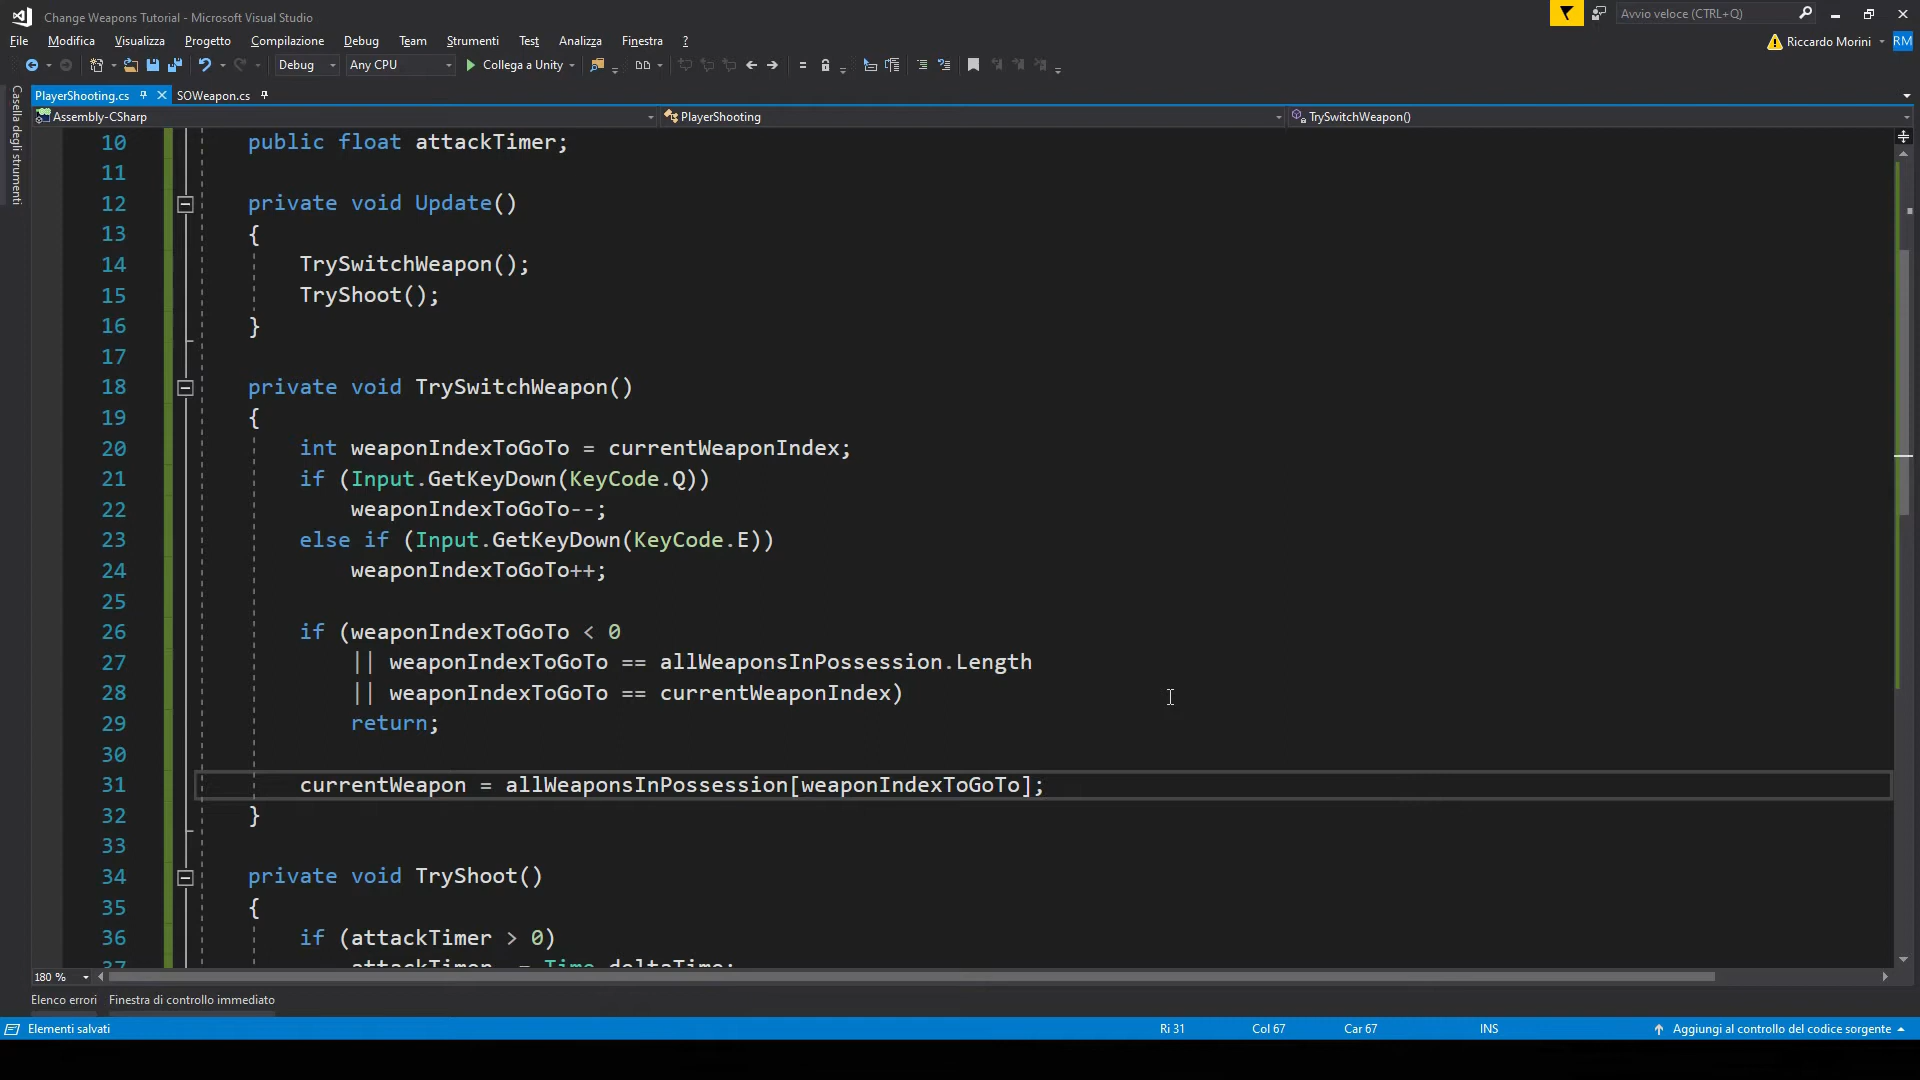 Change Weapons Tutorial - Microsoft Visual Studio
Avvio veloce (CTRL+Q)
File Modifica Visualizza Progetto Compilazione Debug Team Strumenti Test Analizza Finestra ?
Riccardo Morini RM
Debug Any CPU Collega a Unity
PlayerShooting.cs SOWeapon.cs
Casella degli strumenti
Assembly-CSharp PlayerShooting TrySwitchWeapon()
10 public float attackTimer;
11
12 private void Update()
13 {
14 TrySwitchWeapon();
15 TryShoot();
16 }
17
18 private void TrySwitchWeapon()
19 {
20 int weaponIndexToGoTo = currentWeaponIndex;
21 if (Input.GetKeyDown(KeyCode.Q))
22 weaponIndexToGoTo--;
23 else if (Input.GetKeyDown(KeyCode.E))
24 weaponIndexToGoTo++;
25
26 if (weaponIndexToGoTo < 0
27 || weaponIndexToGoTo == allWeaponsInPossession.Length
28 || weaponIndexToGoTo == currentWeaponIndex)
29 return;
30
31 currentWeapon = allWeaponsInPossession[weaponIndexToGoTo];
32 }
33
34 private void TryShoot()
35 {
36 if (attackTimer > 0)
37 attackTimer -= Time.deltaTime;
180 %
Elenco errori Finestra di controllo immediato
Elementi salvati Ri 31 Col 67 Car 67 INS Aggiungi al controllo del codice sorgente